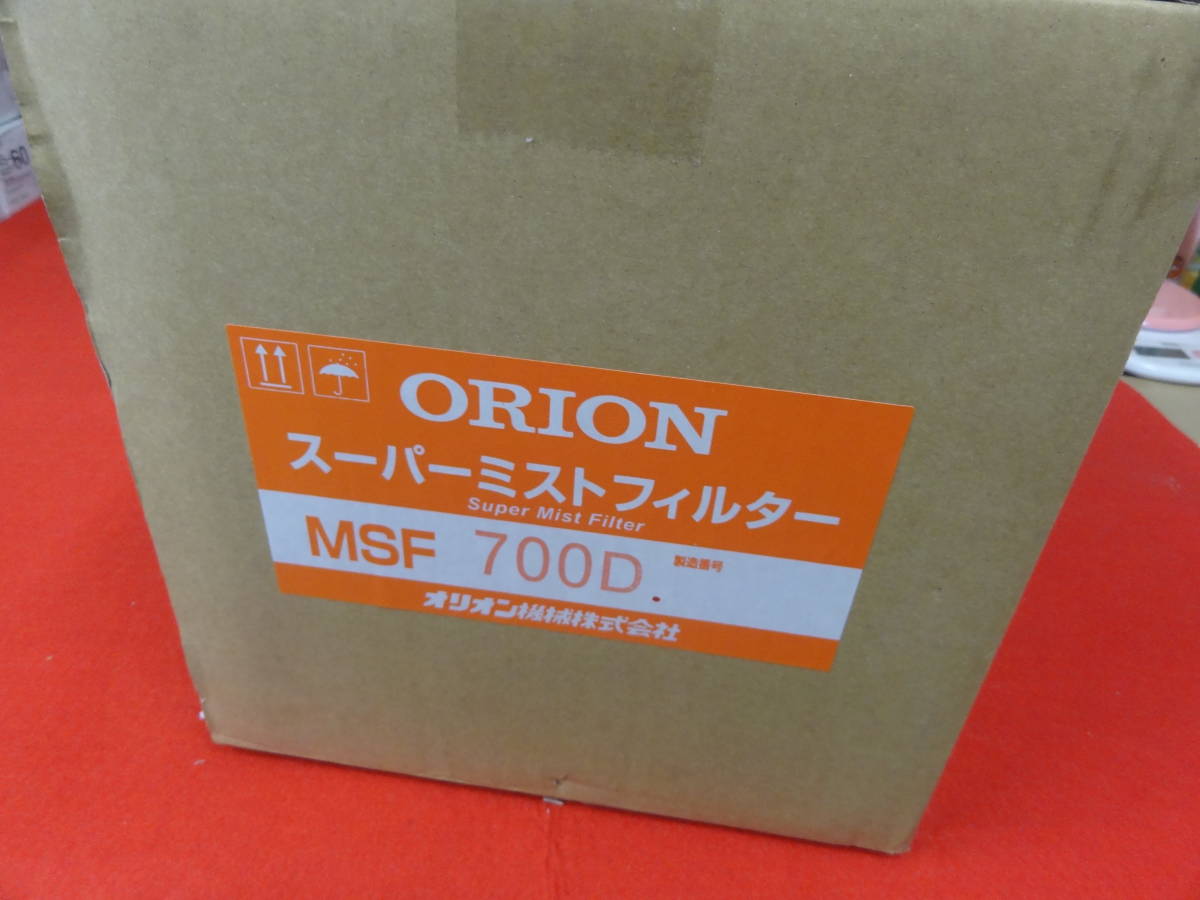 ORION
スーパーミストフィルター
Super Mist Filter
MSF 700D 製造番号
オリオン機械株式会社
60